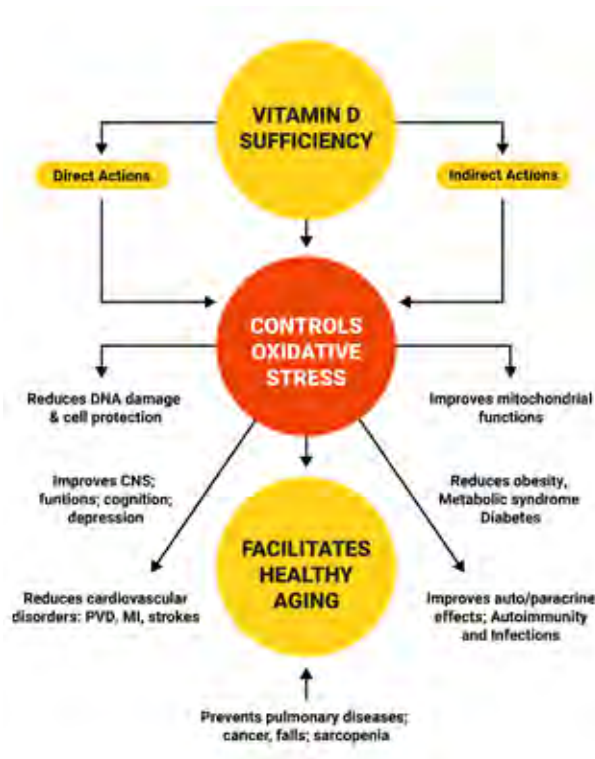 VITAMIN D
SUFFICIENCY
Direct Actions
Indirect Actions
CONTROLS
OXIDATIVE
STRESS
Reduces DNA damage
& cell protection
Improves mitochondrial
functions
Improves CNS;
funtions; cognition;
depression
Reduces obesity,
Metabolic syndrome
Diabetes
FACILITATES
HEALTHY
AGING
Reduces cardiovascular
disorders: PVD, MI, strokes
Improves auto/paracrine
effects; Autoimmunity
and Infections
Prevents pulmonary diseases;
cancer, falls; sarcopenia